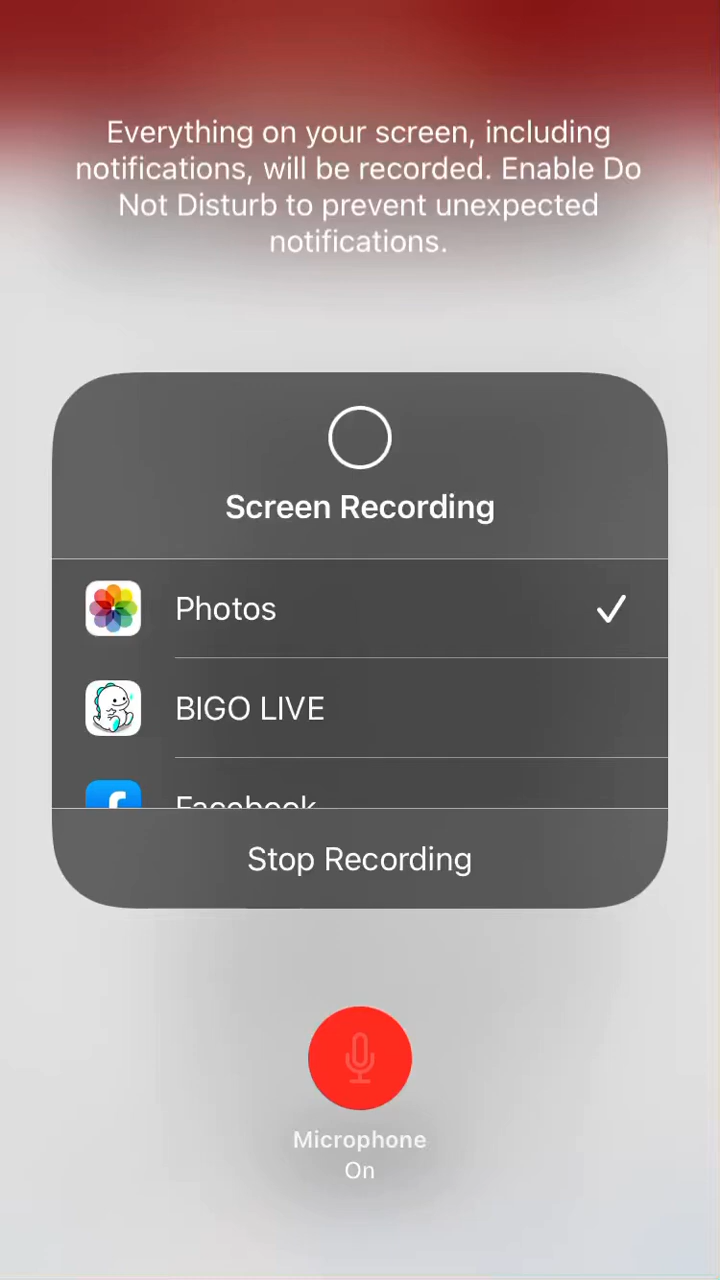 Everything on your screen, including
notifications, will be recorded. Enable Do
Not Disturb to prevent unexpected
notifications.
Screen Recording
Photos
BIGO LIVE
Facebook
Stop Recording
Microphone
On